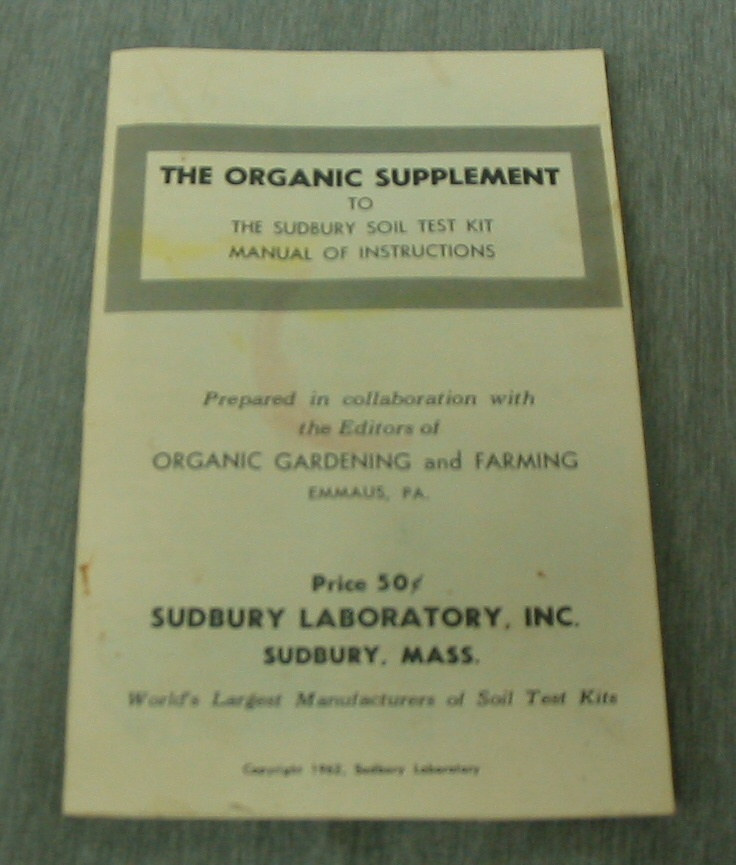 THE ORGANIC SUPPLEMENT
TO
THE SUDBURY SOIL TEST KIT
MANUAL OF INSTRUCTIONS
Prepared in collaboration with
the Editors of
ORGANIC GARDENING and FARMING
EMMAUS, PA.
Price 50¢
SUDBURY LABORATORY, INC.
SUDBURY, MASS.
World's Largest Manufacturers of Soil Test Kits
Copyright Sudbury Laboratory